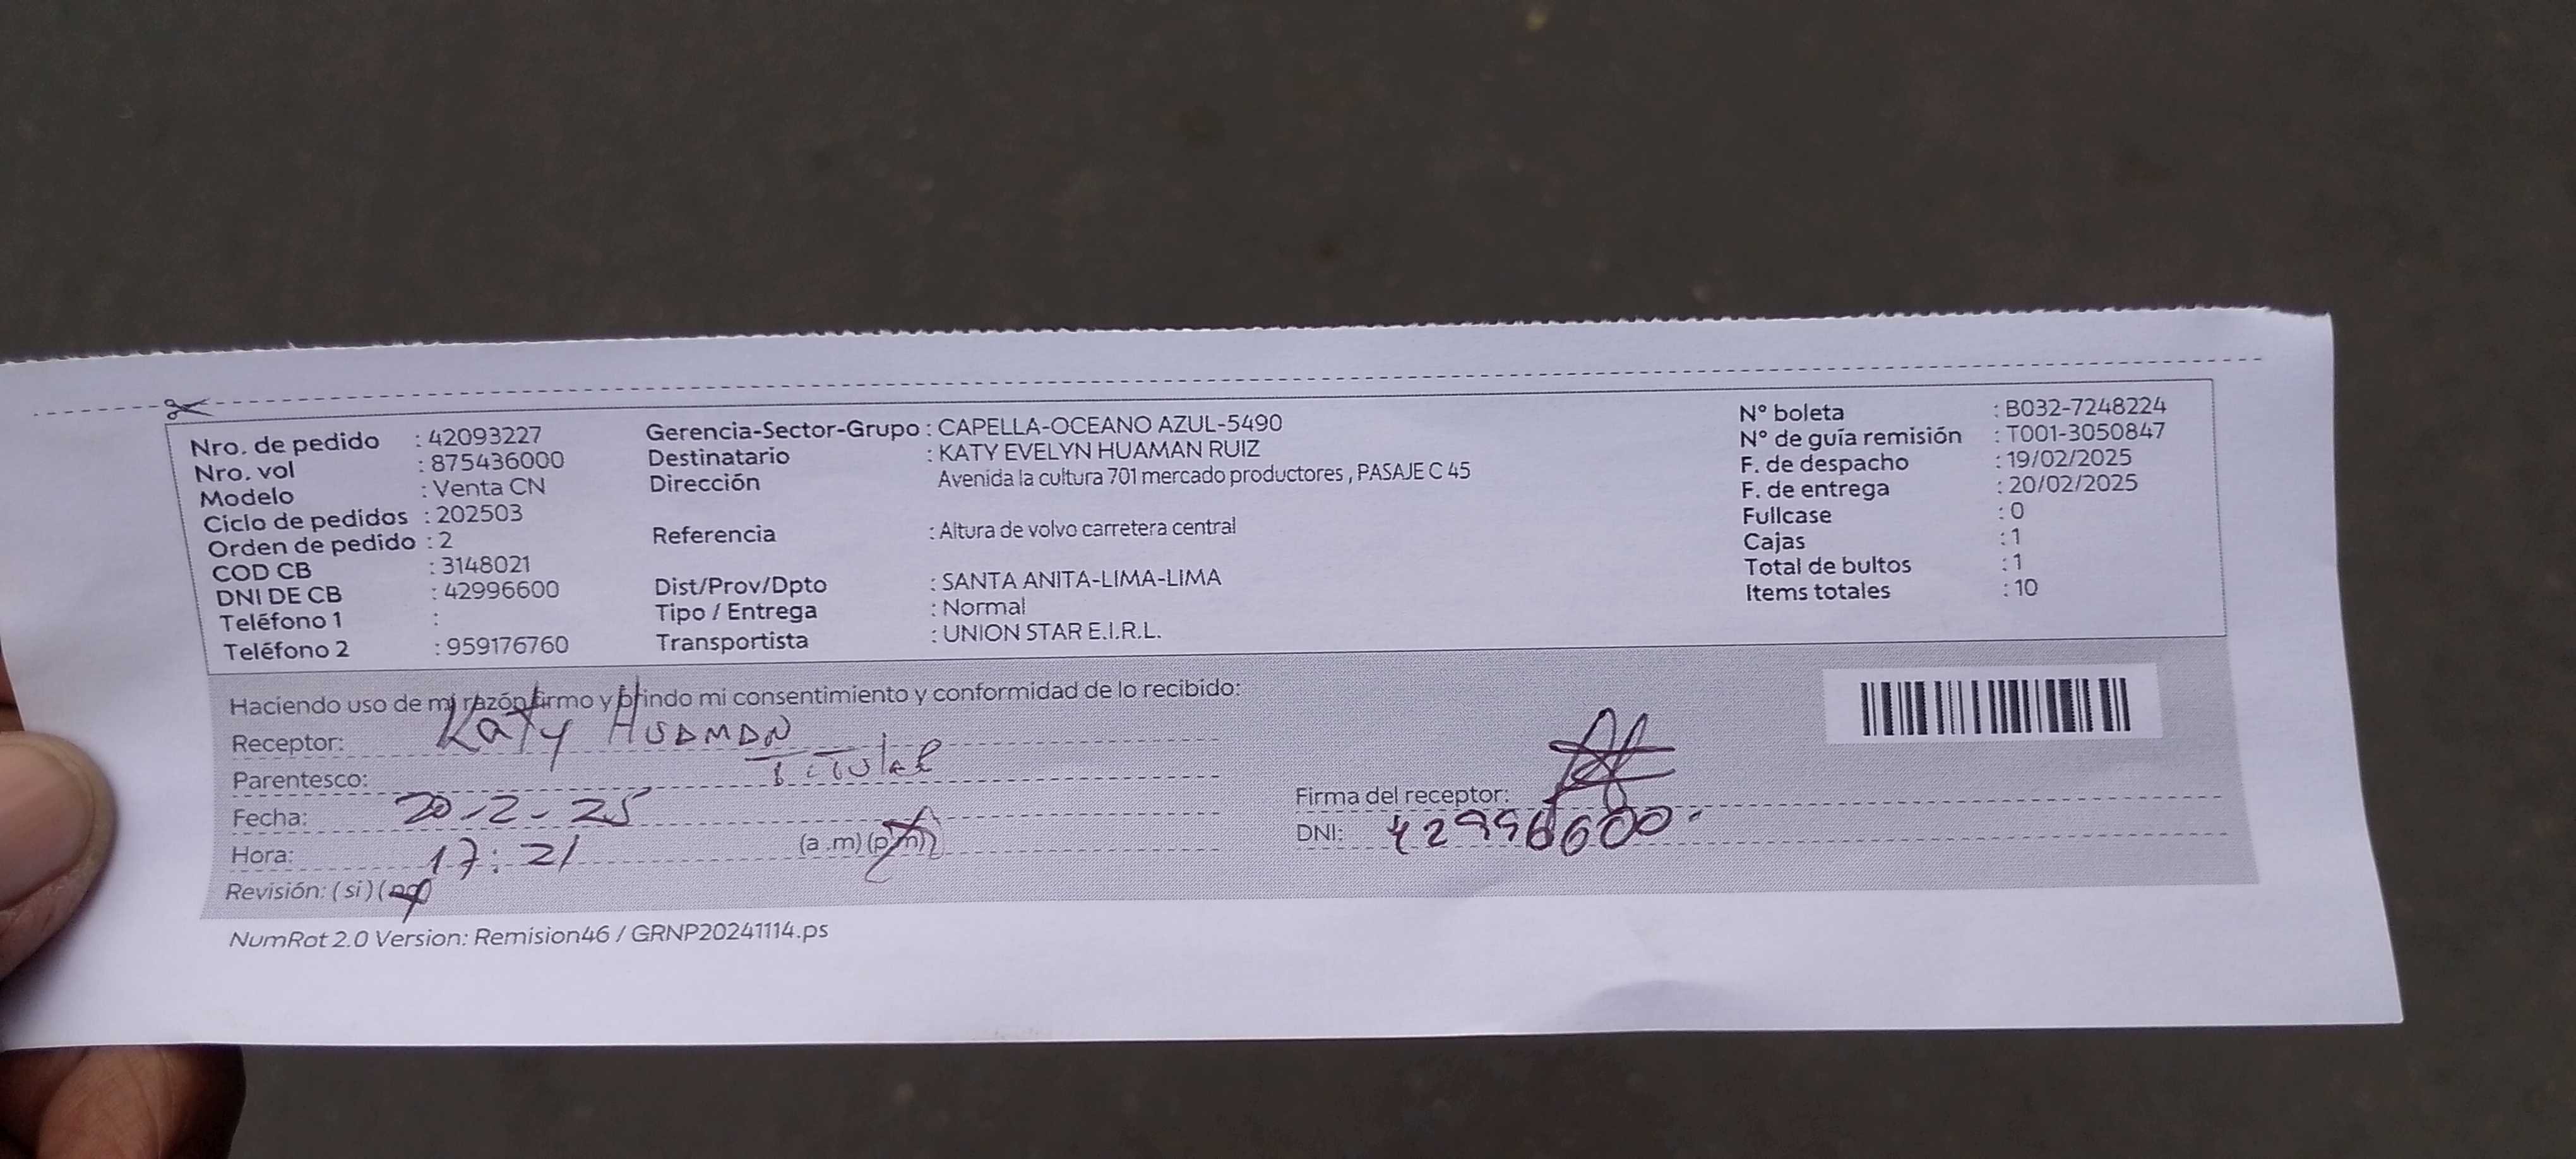 Nro. de pedido : 42093227
Nro. vol : 875436000
Modelo : Venta CN
Ciclo de pedidos : 202503
Orden de pedido : 2
COD CB : 3148021
DNI DE CB : 42996600
Teléfono 1 :
Teléfono 2 : 959176760
Gerencia-Sector-Grupo : CAPELLA-OCEANO AZUL-5490
Destinatario : KATY EVELYN HUAMAN RUIZ
Dirección Avenida la cultura 701 mercado productores , PASAJE C 45
Referencia : Altura de volvo carretera central
Dist/Prov/Dpto : SANTA ANITA-LIMA-LIMA
Tipo / Entrega : Normal
Transportista : UNION STAR E.I.R.L.
N° boleta : B032-7248224
N° de guía remisión : T001-3050847
F. de despacho : 19/02/2025
F. de entrega : 20/02/2025
Fullcase : 0
Cajas : 1
Total de bultos : 1
Items totales : 10
Haciendo uso de mi razón firmo y brindo mi consentimiento y conformidad de lo recibido:
Receptor: Katy HUAMAN
Parentesco: Titular
Fecha: 20-2-25
Hora: 17:21 (a.m) (p.m)
Revisión: (si) (no)
Firma del receptor:
DNI: 42996600-
NumRot 2.0 Version: Remision46 / GRNP20241114.ps